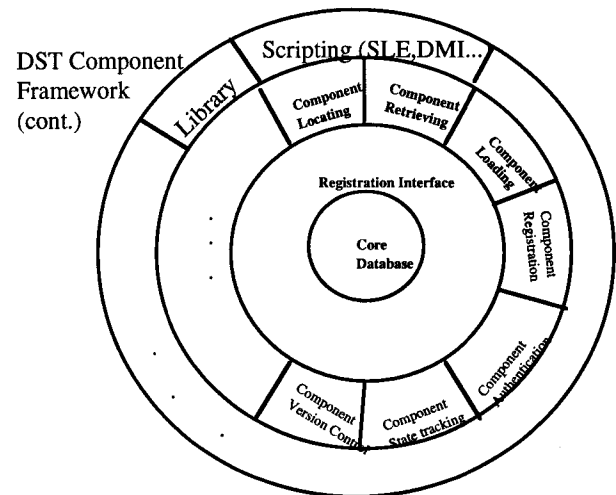 DST Component
Framework
(cont.)
Library
Scripting (SLE,DMI...
Component
Locating
Component
Retrieving
Component
Loading
Component
Registration
Component
Authentication
Component
State tracking
Component
Version Control
Registration Interface
Core
Database